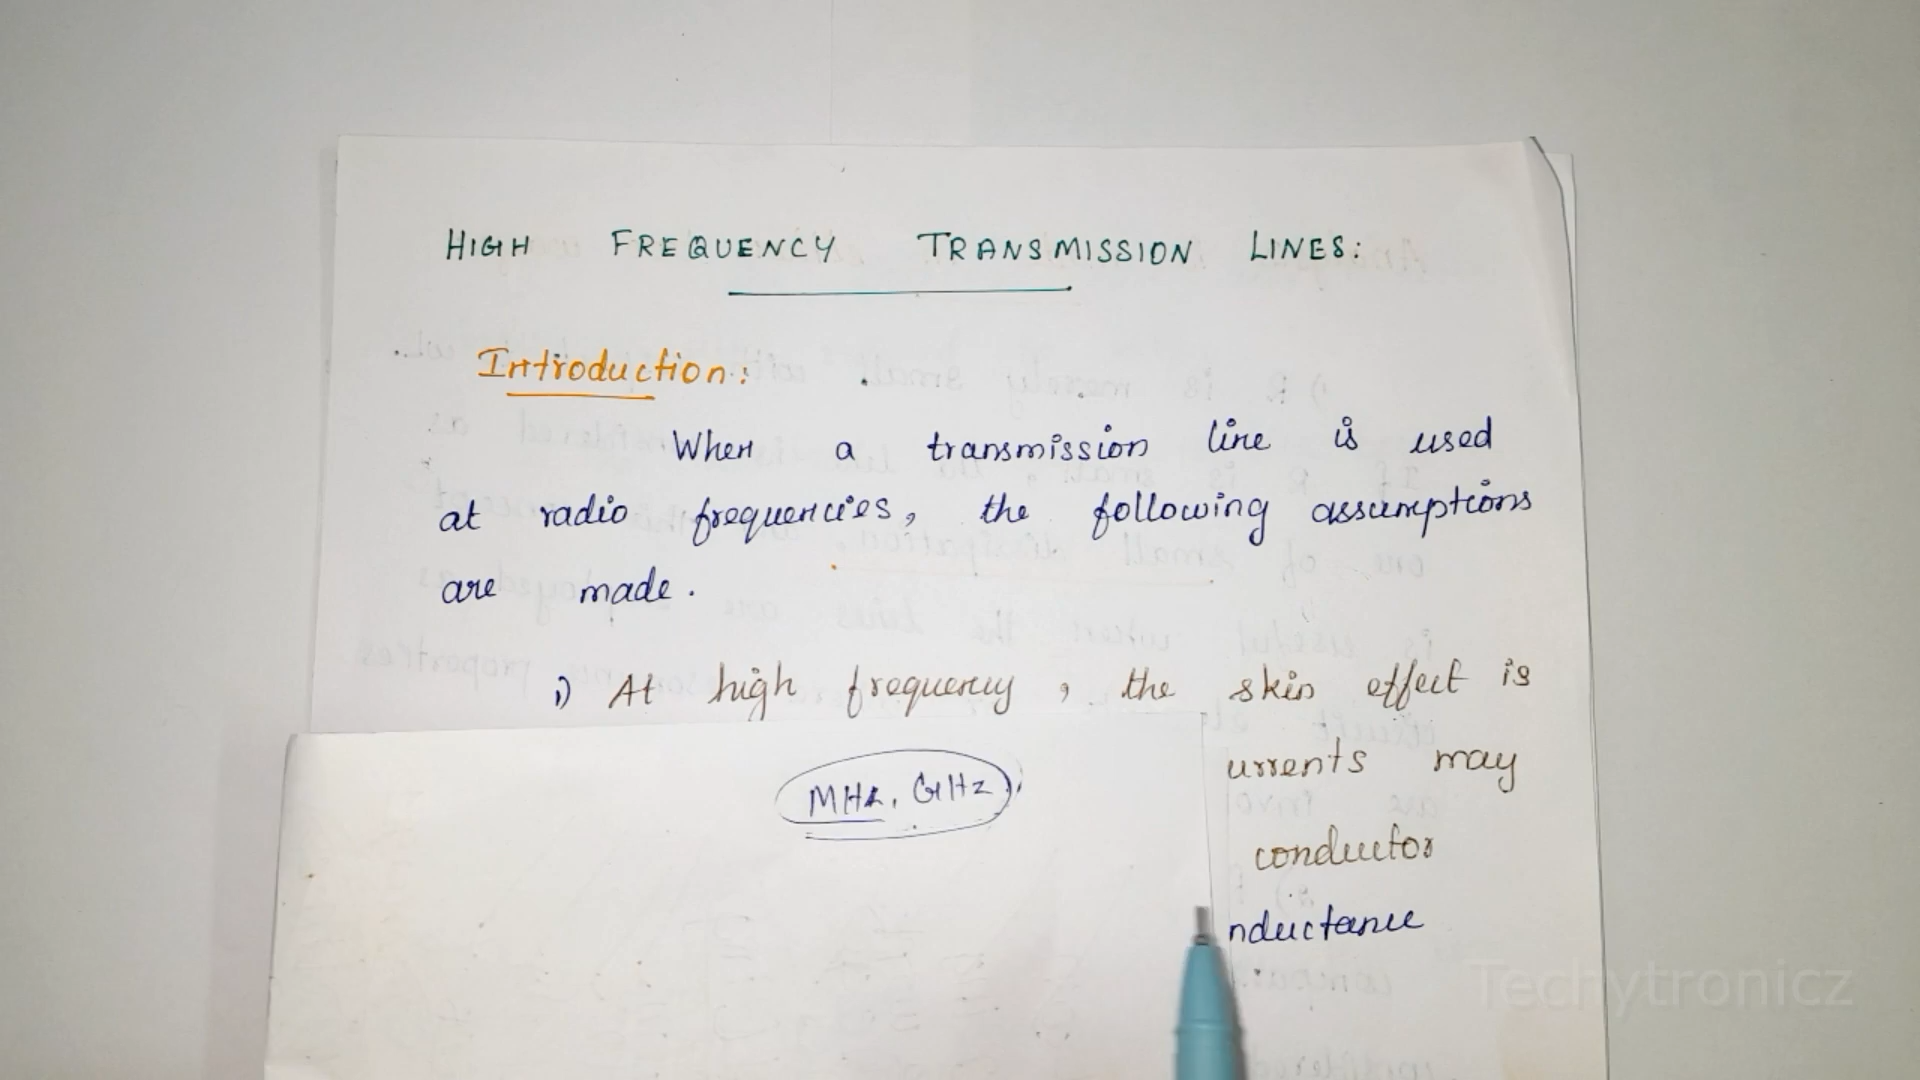 HIGH FREQUENCY TRANSMISSION LINES:
Introduction:
When a transmission line is used
at radio frequencies, the following assumptions
are made.
i) At high frequency, the skin effect is
urrents may
MHz, GHz
conductor
nductance
Techytronicz